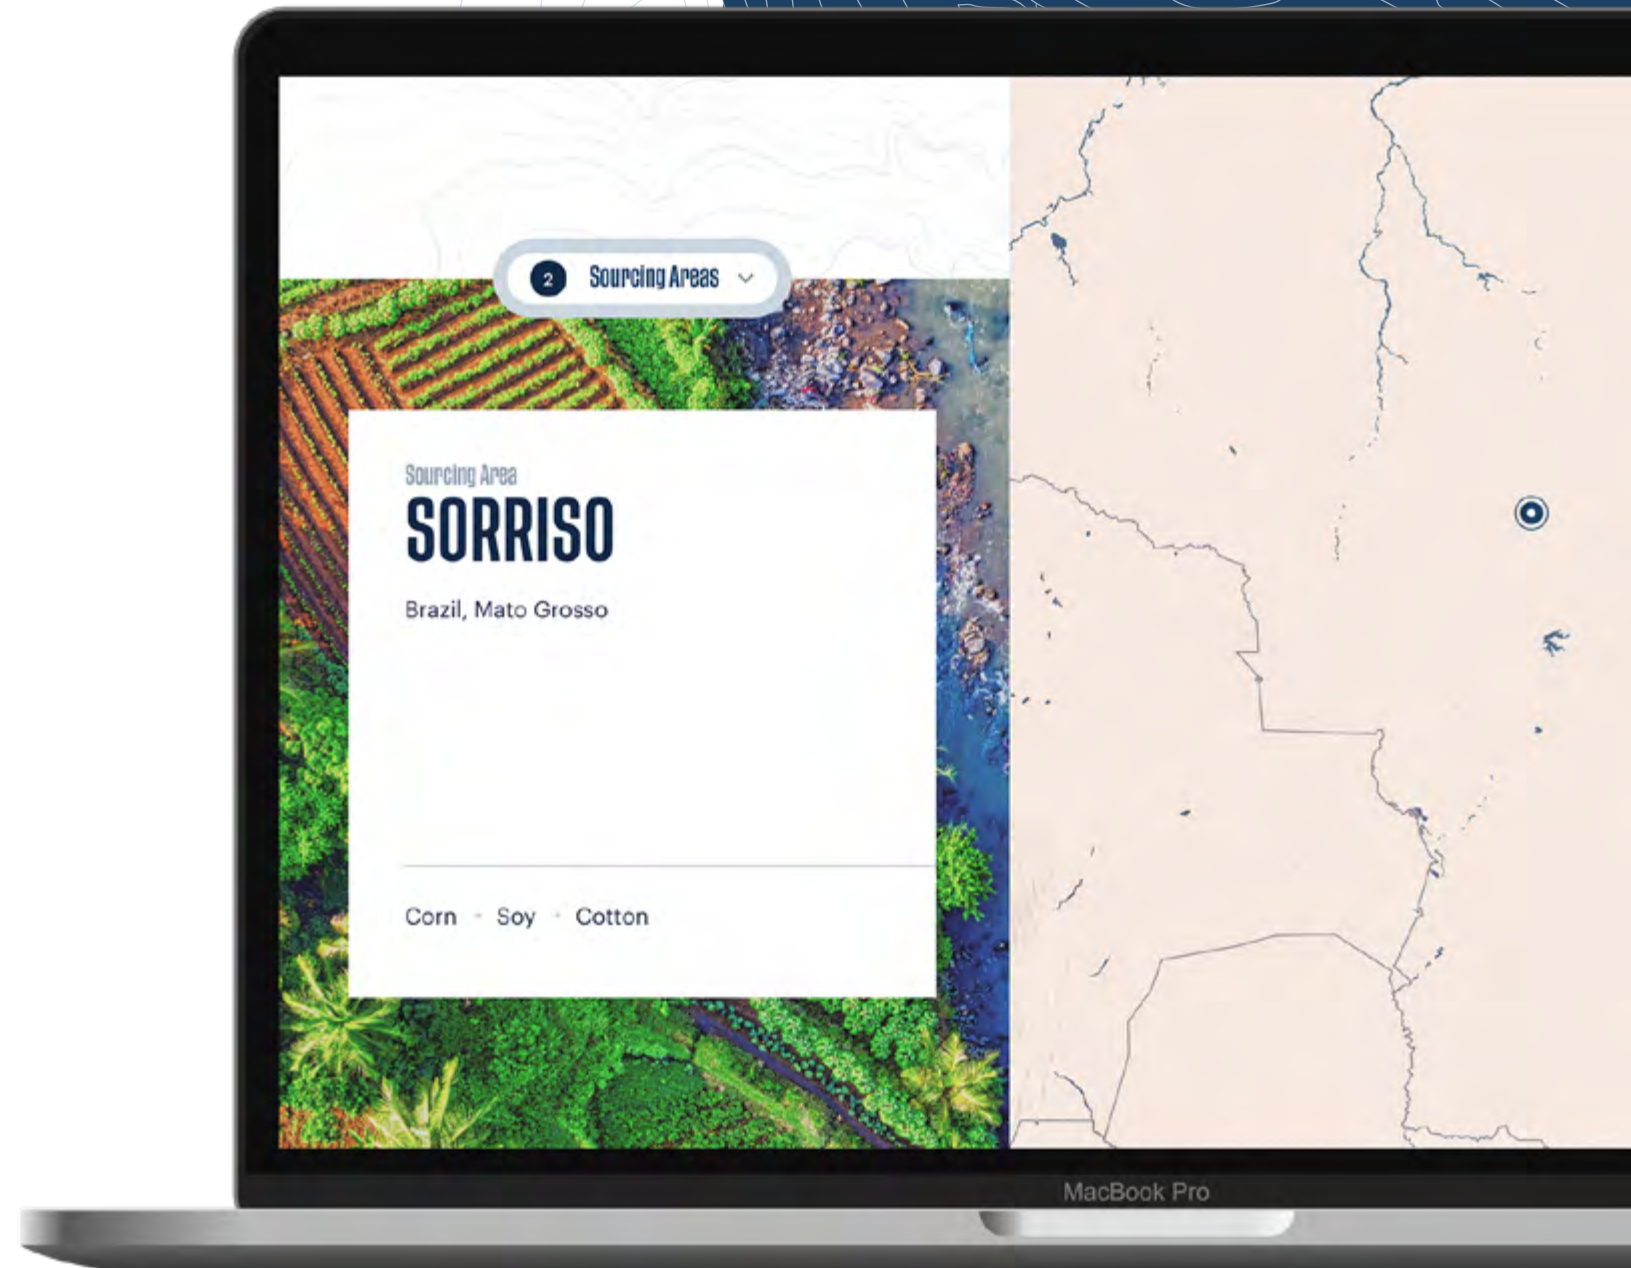 2 Sourcing Areas
Sourcing Area
SORRISO
Brazil, Mato Grosso
Corn - Soy - Cotton
MacBook Pro